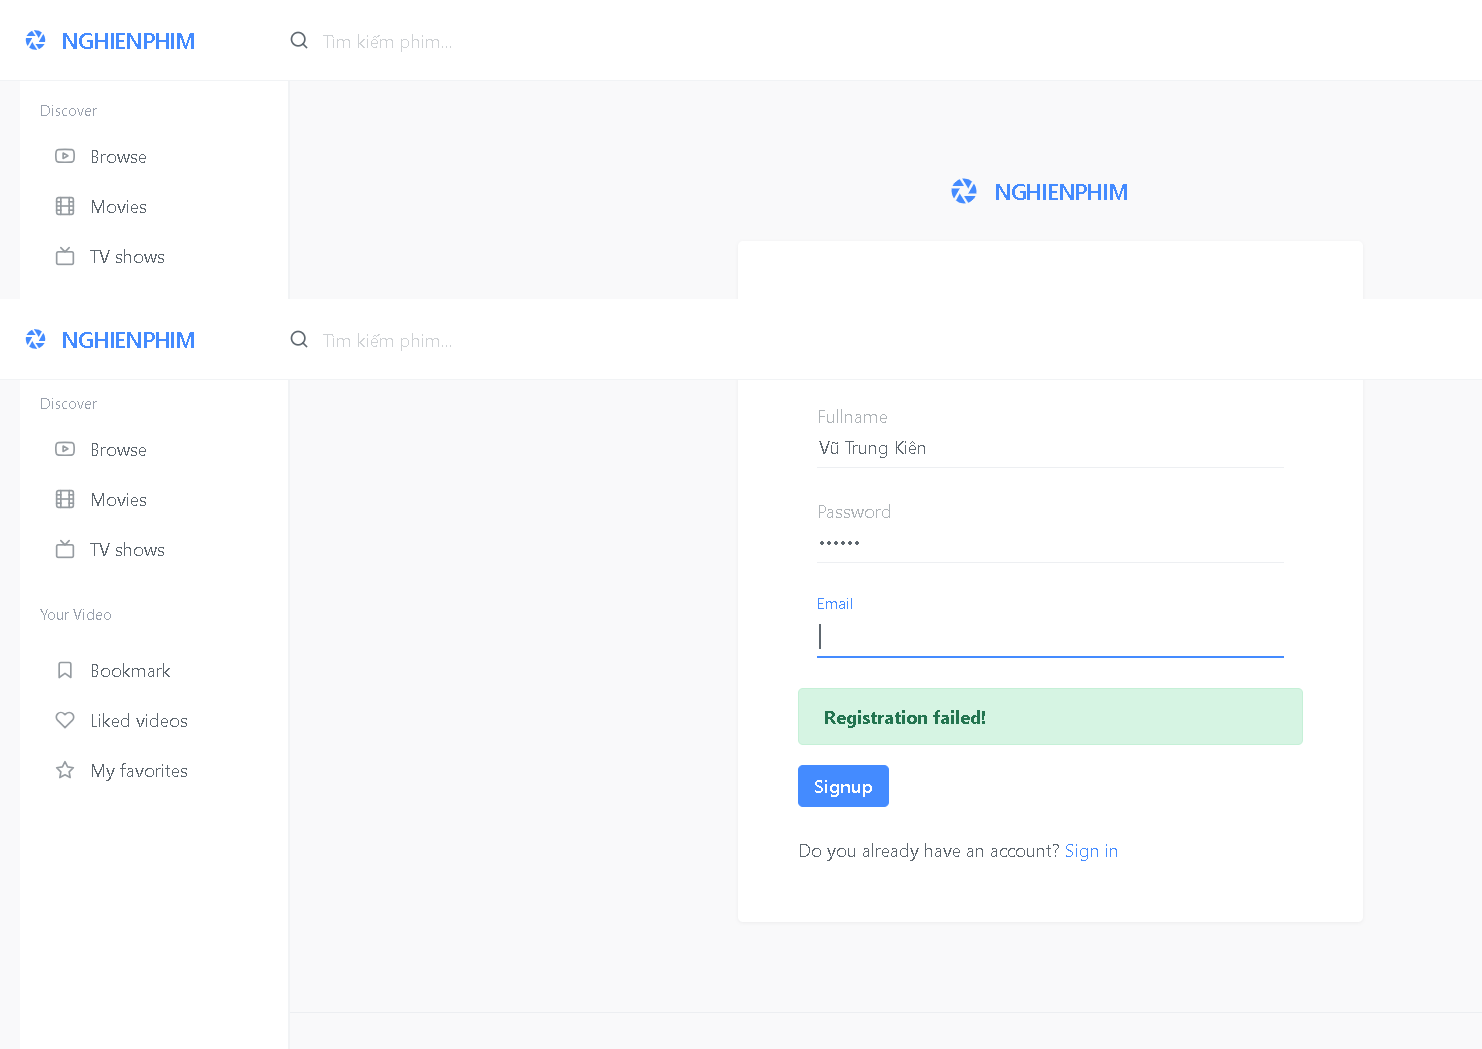 NGHIENPHIM
Tìm kiếm phim...
Discover
Browse
Movies
TV shows
NGHIENPHIM
NGHIENPHIM
Tìm kiếm phim...
Discover
Browse
Movies
TV shows
Your Video
Bookmark
Liked videos
My favorites
Fullname
Vũ Trung Kiên
Password
••••••
Email
Registration failed!
Signup
Do you already have an account? Sign in